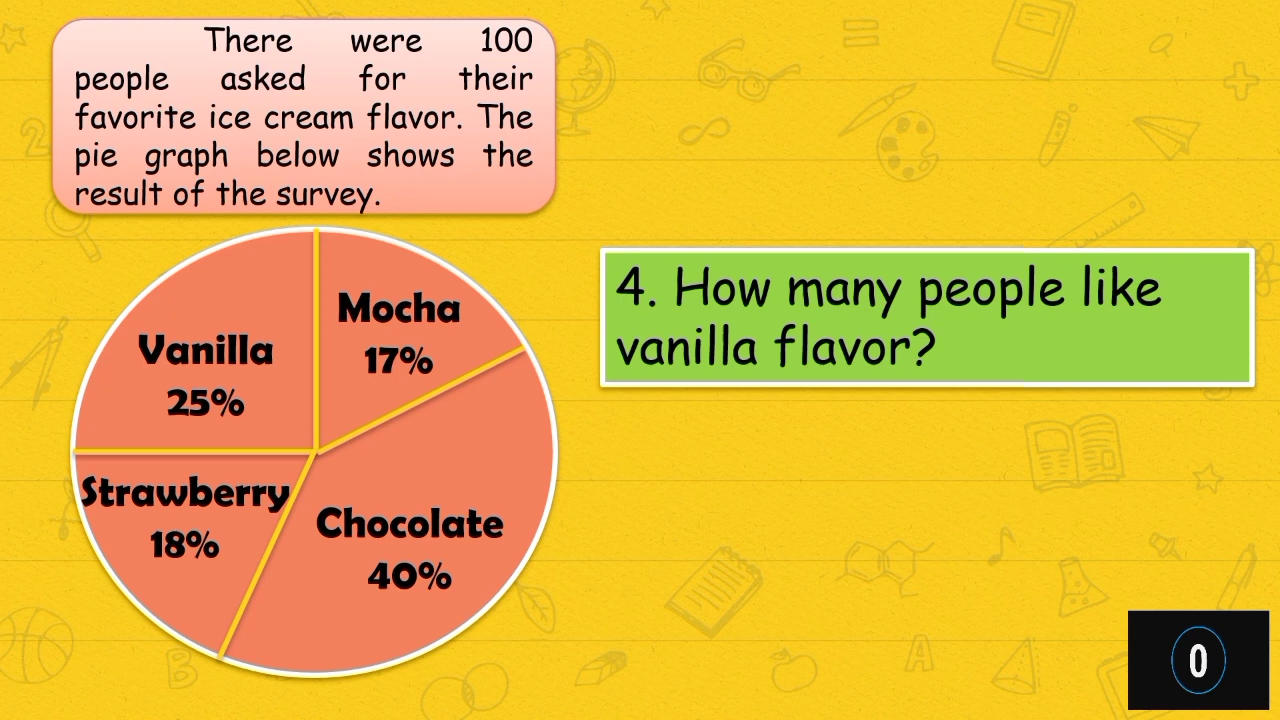 There were 100
people asked for their
favorite ice cream flavor. The
pie graph below shows the
result of the survey.
Mocha
17%
Vanilla
25%
4. How many people like
vanilla flavor?
Strawberry
18%
Chocolate
40%
0